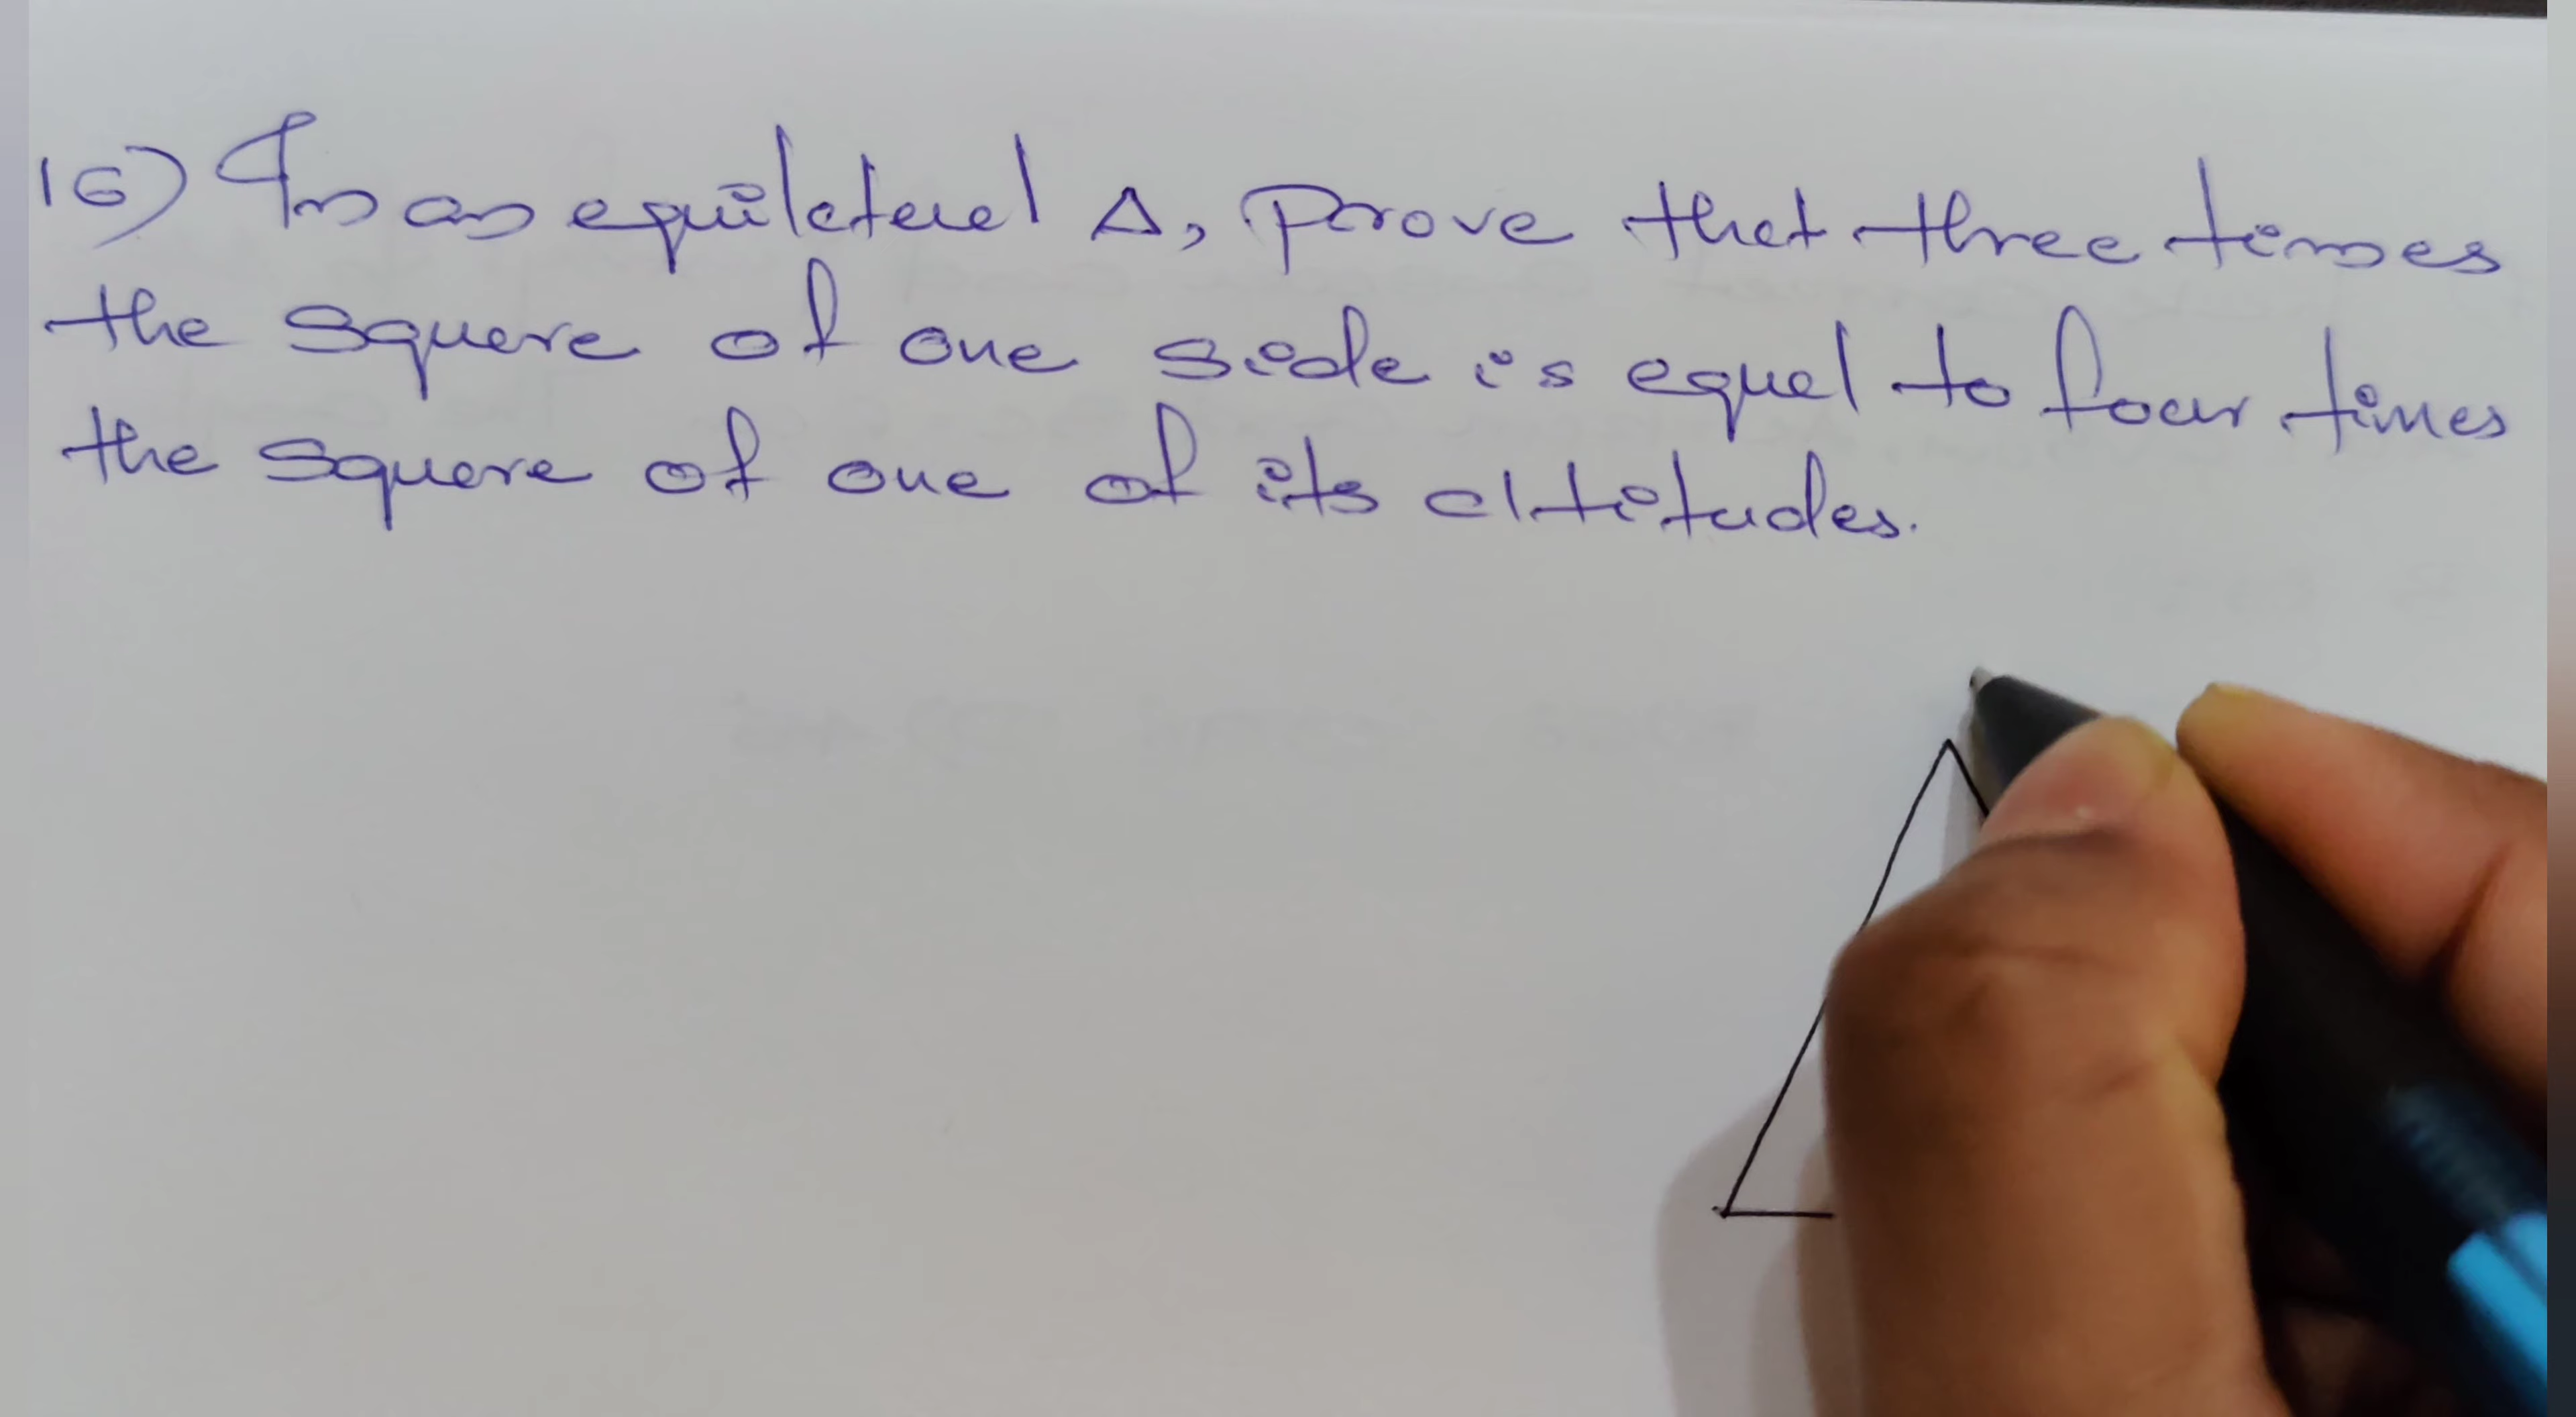 16) In an equilateral Δ, prove that three times
the square of one side is equal to four times
the square of one of its altitudes.